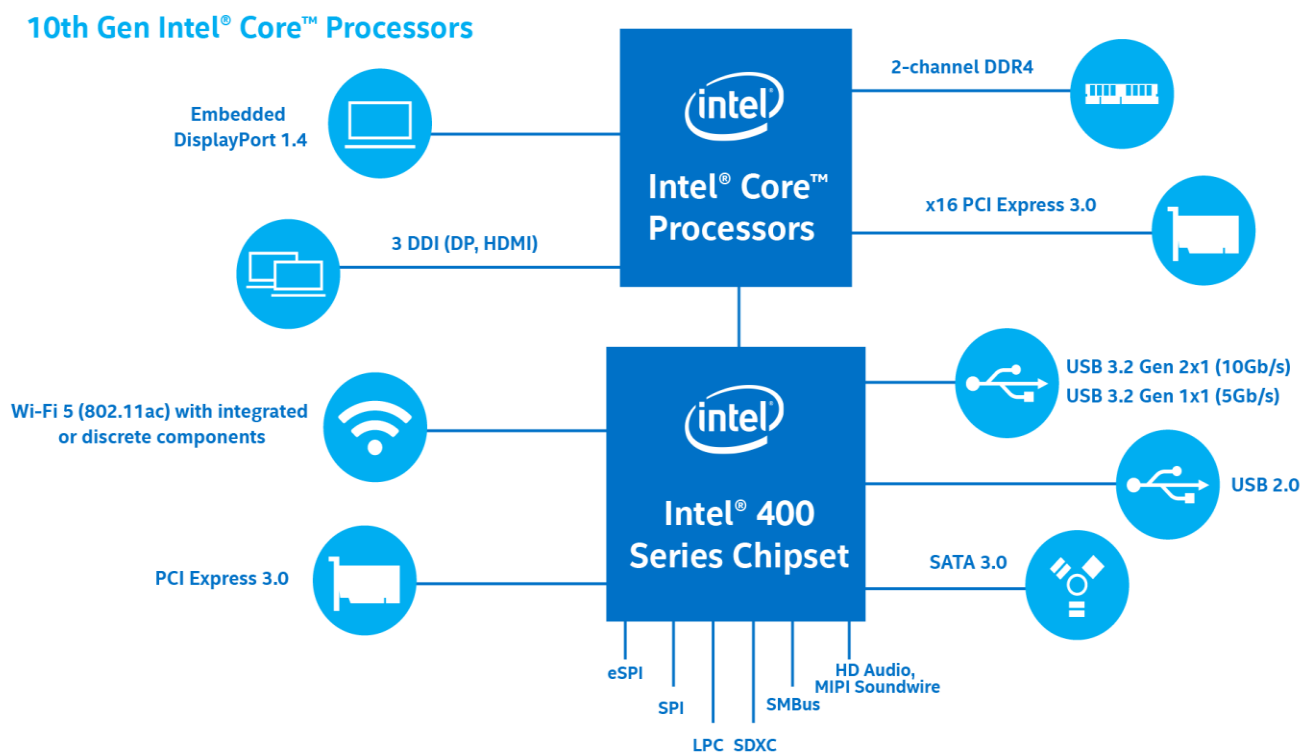 10th Gen Intel® Core™ Processors
Embedded
DisplayPort 1.4
3 DDI (DP, HDMI)
intel
Intel® Core™
Processors
2-channel DDR4
x16 PCI Express 3.0
Wi-Fi 5 (802.11ac) with integrated
or discrete components
PCI Express 3.0
intel
Intel® 400
Series Chipset
USB 3.2 Gen 2x1 (10Gb/s)
USB 3.2 Gen 1x1 (5Gb/s)
USB 2.0
SATA 3.0
eSPI
SPI
LPC
SDXC
SMBus
HD Audio,
MIPI Soundwire